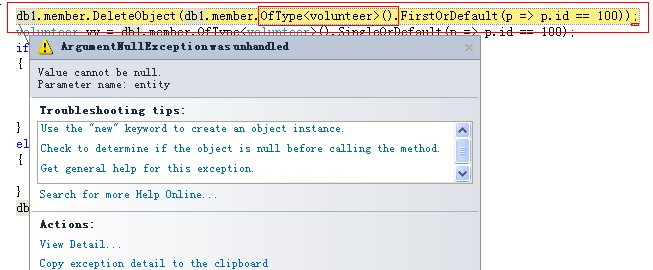 db1.member.DeleteObject(db1.member.OfType<volunteer>().FirstOrDefault(p => p.id == 100));
Volunteer vv = db1.member.OfType<volunteer>().SingleOrDefault(p => p.id == 100);
if
{
ArgumentNullException was unhandled
Value cannot be null.
Parameter name: entity
Troubleshooting tips:
Use the "new" keyword to create an object instance.
}
Check to determine if the object is null before calling the method.
el
{
Get general help for this exception.
}
Search for more Help Online...
db
Actions:
View Detail...
Copy exception detail to the clipboard